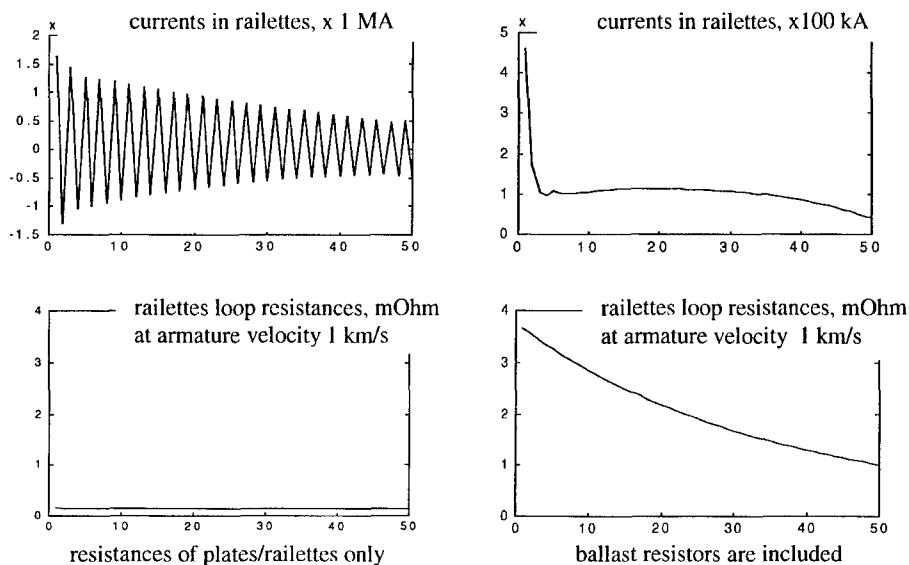 currents in railettes, x 1 MA
x
2
1.5
1
0.5
0
-0.5
-1
-1.5
0 10 20 30 40 50
currents in railettes, x100 kA
x
5
4
3
2
1
0
0 10 20 30 40 50
railettes loop resistances, mOhm
at armature velocity 1 km/s
4
3
2
1
0
0 10 20 30 40 50
resistances of plates/railettes only
railettes loop resistances, mOhm
at armature velocity 1 km/s
4
3
2
1
0
0 10 20 30 40 50
ballast resistors are included